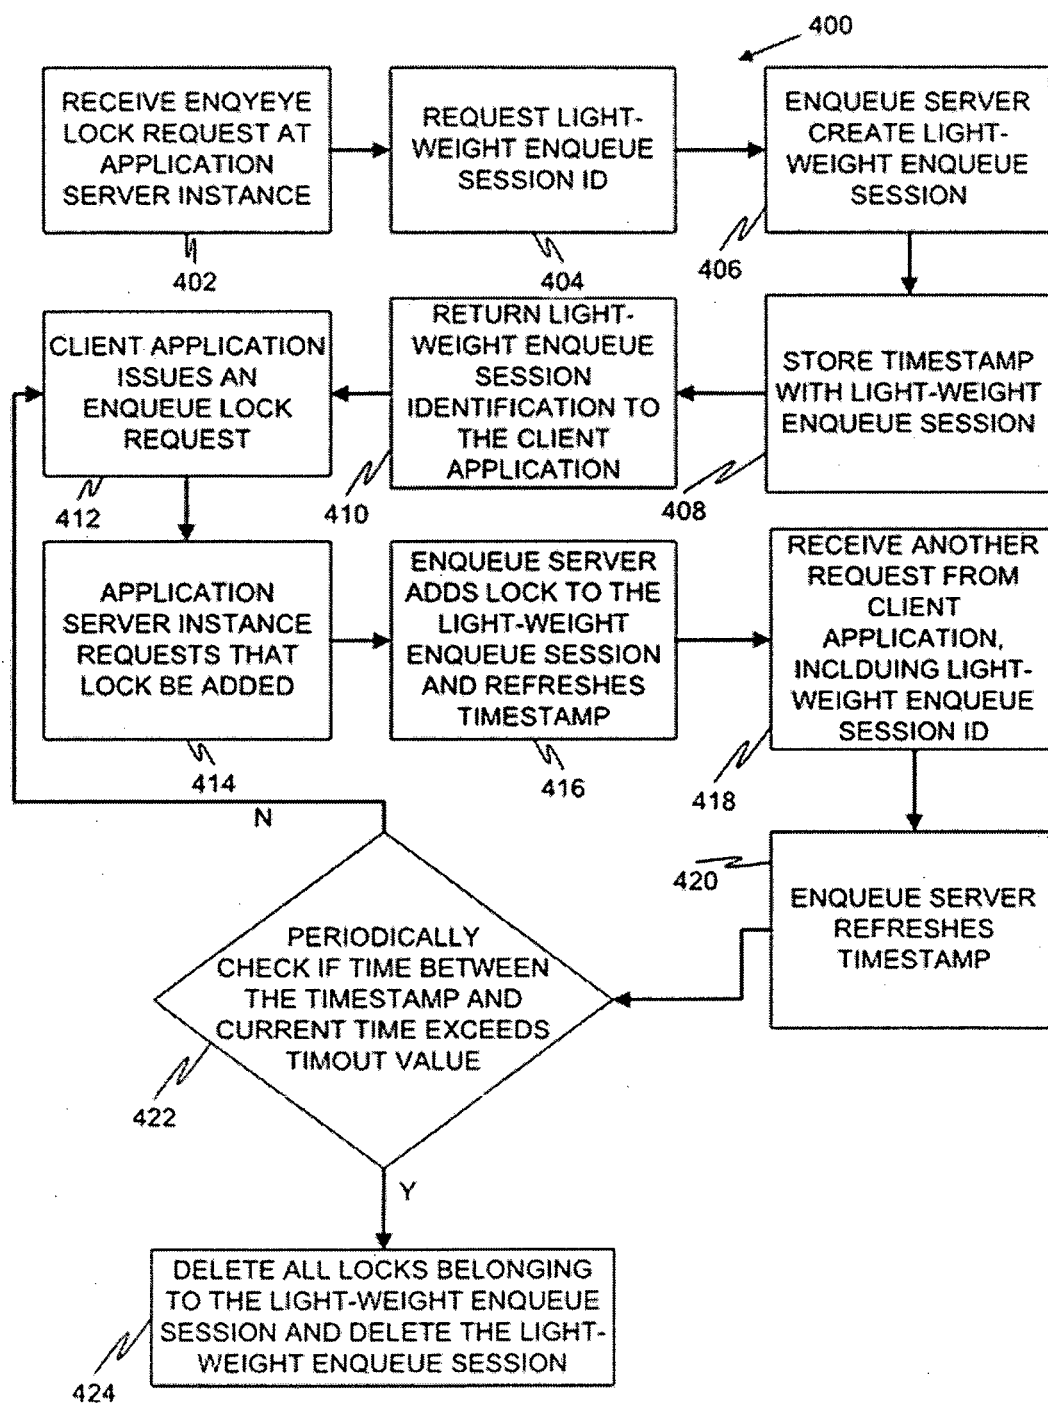 400
RECEIVE ENQYEYE
LOCK REQUEST AT
APPLICATION
SERVER INSTANCE
402
REQUEST LIGHT-
WEIGHT ENQUEUE
SESSION ID
404
ENQUEUE SERVER
CREATE LIGHT-
WEIGHT ENQUEUE
SESSION
406
STORE TIMESTAMP
WITH LIGHT-WEIGHT
ENQUEUE SESSION
408
RETURN LIGHT-
WEIGHT ENQUEUE
SESSION
IDENTIFICATION TO
THE CLIENT
APPLICATION
410
CLIENT APPLICATION
ISSUES AN
ENQUEUE LOCK
REQUEST
412
APPLICATION
SERVER INSTANCE
REQUESTS THAT
LOCK BE ADDED
414
ENQUEUE SERVER
ADDS LOCK TO THE
LIGHT-WEIGHT
ENQUEUE SESSION
AND REFRESHES
TIMESTAMP
416
RECEIVE ANOTHER
REQUEST FROM
CLIENT
APPLICATION,
INCLDUING LIGHT-
WEIGHT ENQUEUE
SESSION ID
418
ENQUEUE SERVER
REFRESHES
TIMESTAMP
420
N
PERIODICALLY
CHECK IF TIME BETWEEN
THE TIMESTAMP AND
CURRENT TIME EXCEEDS
TIMOUT VALUE
422
Y
DELETE ALL LOCKS BELONGING
TO THE LIGHT-WEIGHT ENQUEUE
SESSION AND DELETE THE LIGHT-
WEIGHT ENQUEUE SESSION
424